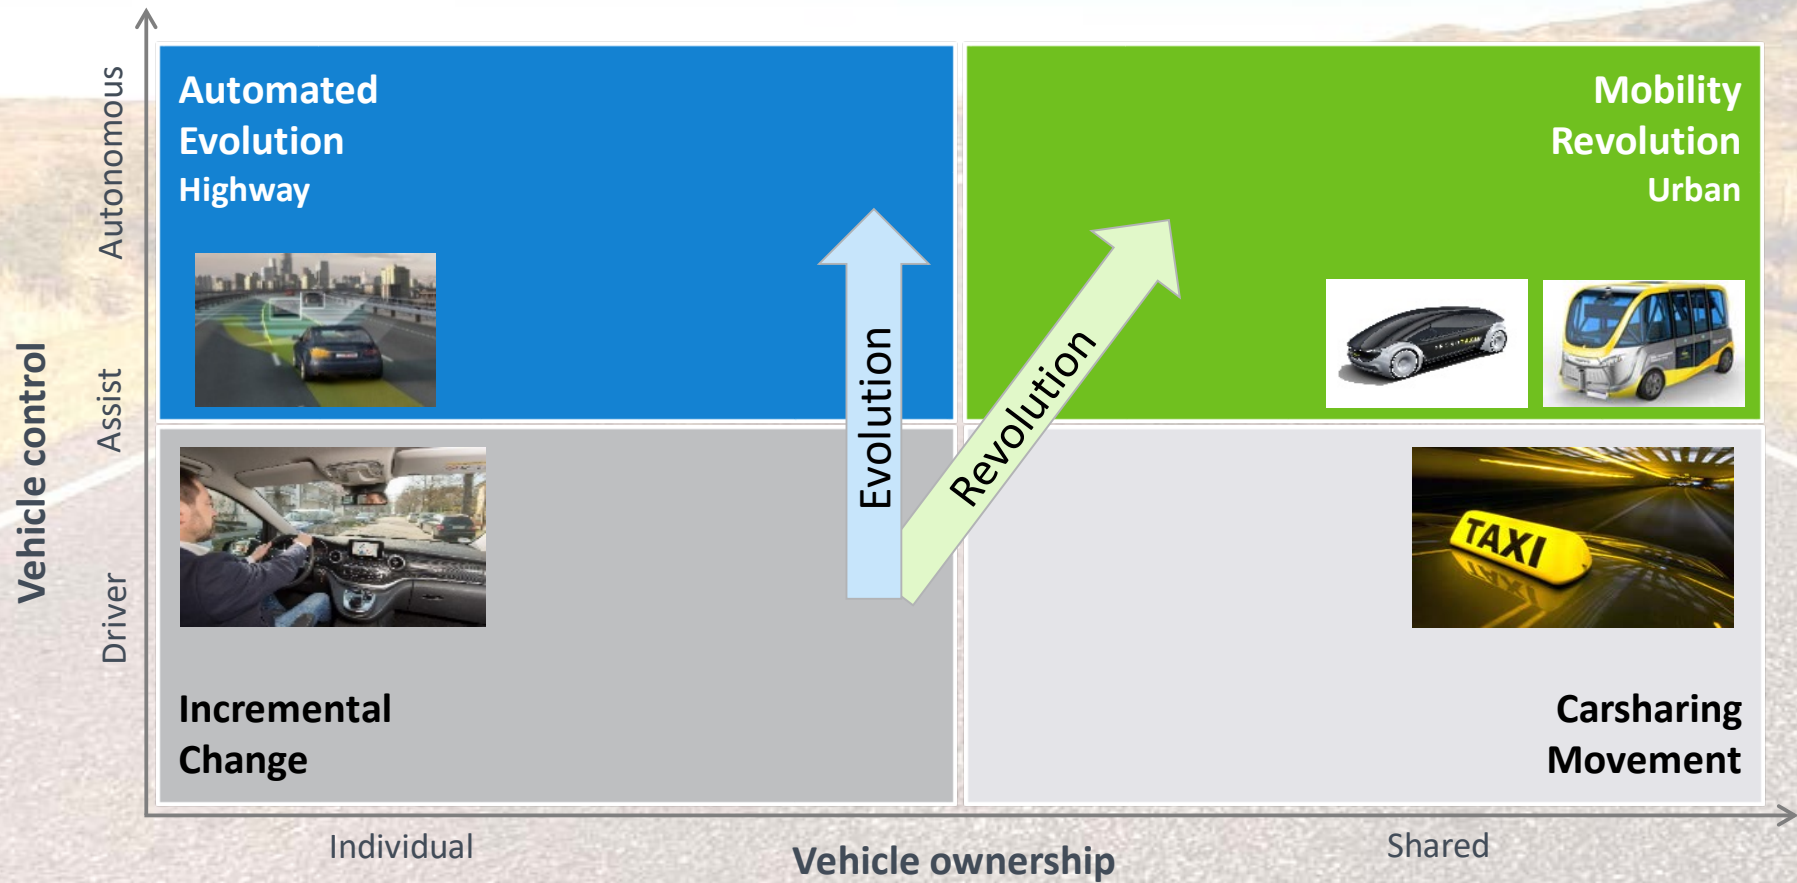 Automated
Evolution
Highway
Mobility
Revolution
Urban
Autonomous
Assist
Driver
Vehicle control
Evolution
Revolution
TAXI
Incremental
Change
Carsharing
Movement
Individual
Vehicle ownership
Shared